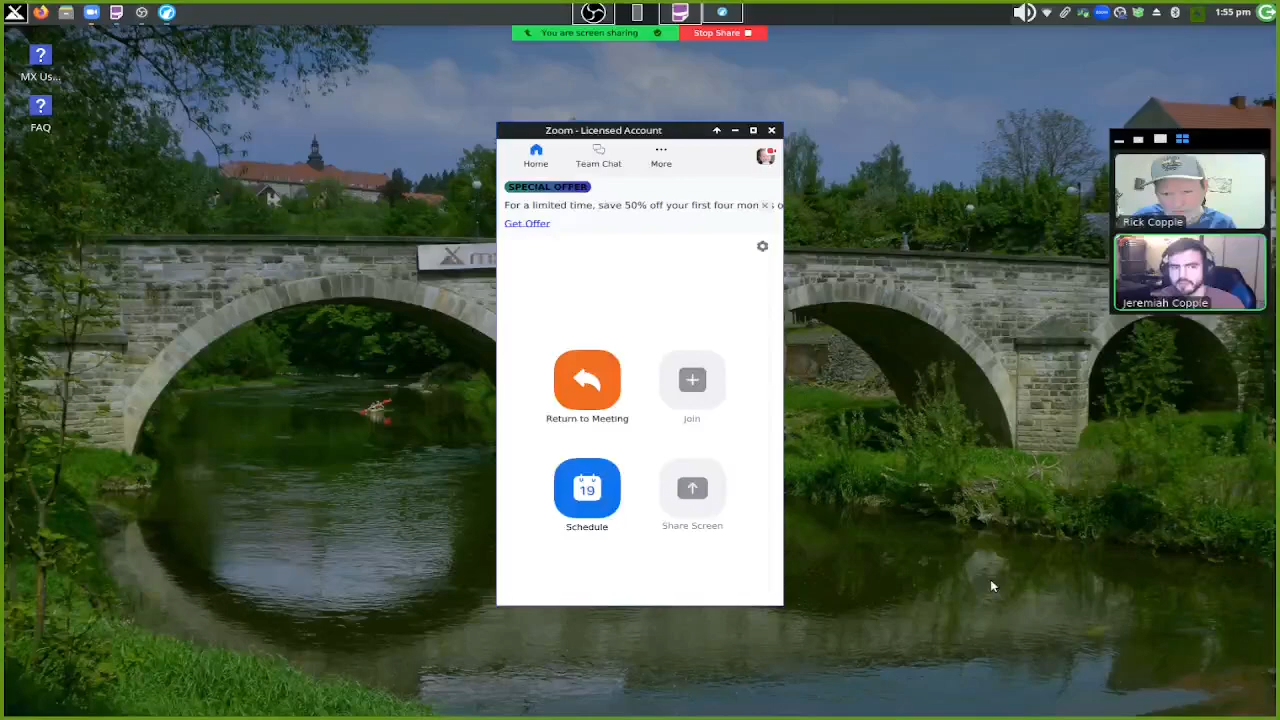 1:55 pm
You are screen sharing
Stop Share
MX Us...
FAQ
Zoom - Licensed Account
Home
Team Chat
More
SPECIAL OFFER
For a limited time, save 50% off your first four mon
Get Offer
Return to Meeting
Join
19
Schedule
Share Screen
Rick Copple
Jeremiah Copple